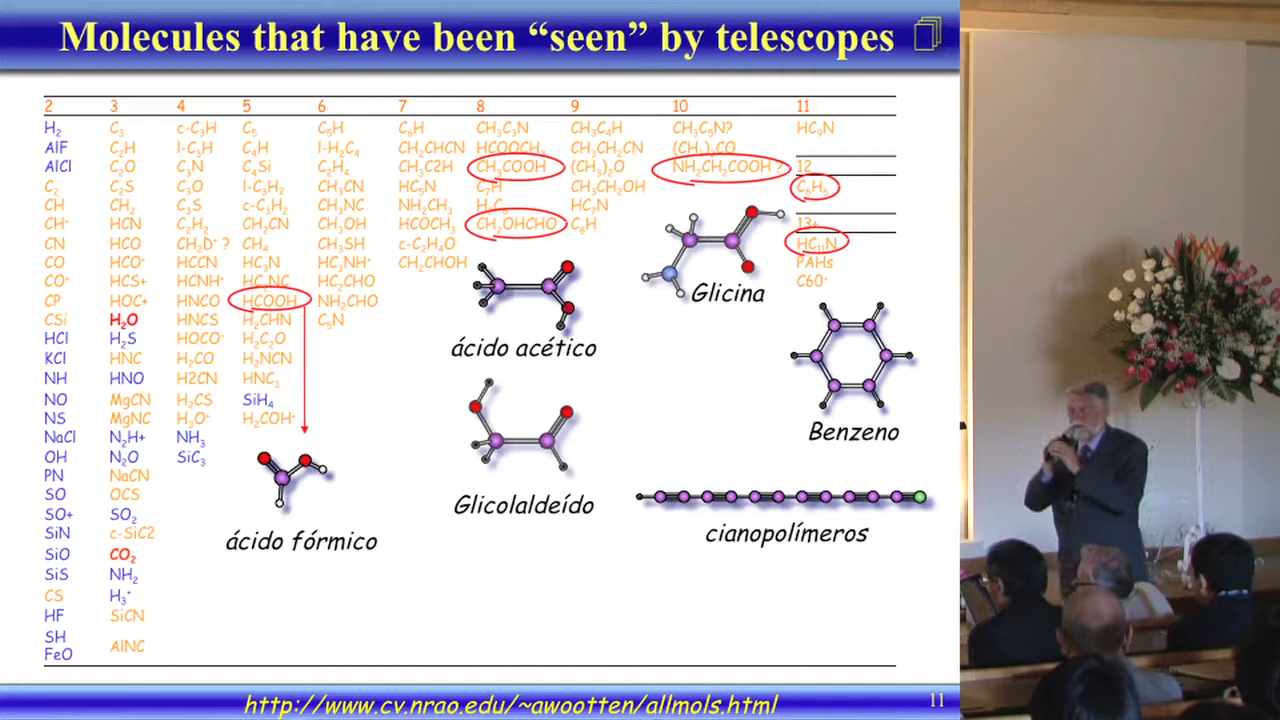 Molecules that have been “seen” by telescopes
2 3 4 5 6 7 8 9 10 11
H₂ C₃ c-C₃H C₅ C₅H C₆H CH₃C₃N CH₃C₄H CH₃C₅N? HC₉N
AlF C₂H l-C₃H C₄H l-H₂C₄ CH₂CHCN HCOOCH₃ CH₃CH₂CN (CH₃)₂CO
AlCl C₂O C₃N C₄Si C₂H₄ CH₃C2H CH₃COOH (CH₃)₂O NH₂CH₂COOH ? 12
C₂ C₂S C₃O l-C₃H₂ CH₃CN HC₅N C₇H CH₃CH₂OH C₆H₆
CH CH₂ C₃S c-C₃H₂ CH₃NC NH₂CH₃ H₂C₆ HC₇N
CH⁺ HCN C₂H₂ CH₂CN CH₃OH HCOCH₃ CH₂OHCHO C₈H 13+
CN HCO CH₂D⁺ ? CH₄ CH₃SH c-C₂H₄O HC₁₁N
CO HCO⁺ HCCN HC₃N HC₃NH⁺ CH₂CHOH PAHs
CO⁺ HCS+ HCNH⁺ HC₂NC HC₂CHO C60⁺
CP HOC+ HNCO HCOOH NH₂CHO
CSi H₂O HNCS H₂CHN C₅N
HCl H₂S HOCO⁺ H₂C₂O
KCl HNC H₂CO H₂NCN
NH HNO H2CN HNC₃
NO MgCN H₂CS SiH₄
NS MgNC H₃O⁺ H₂COH⁺
NaCl N₂H+ NH₃
OH N₂O SiC₃
PN NaCN
SO OCS
SO+ SO₂
SiN c-SiC2
SiO CO₂
SiS NH₂
CS H₃⁺
HF SiCN
SH
FeO AlNC
Glicina
ácido acético
Benzeno
Glicolaldeído
cianopolímeros
ácido fórmico
http://www.cv.nrao.edu/~awootten/allmols.html
11